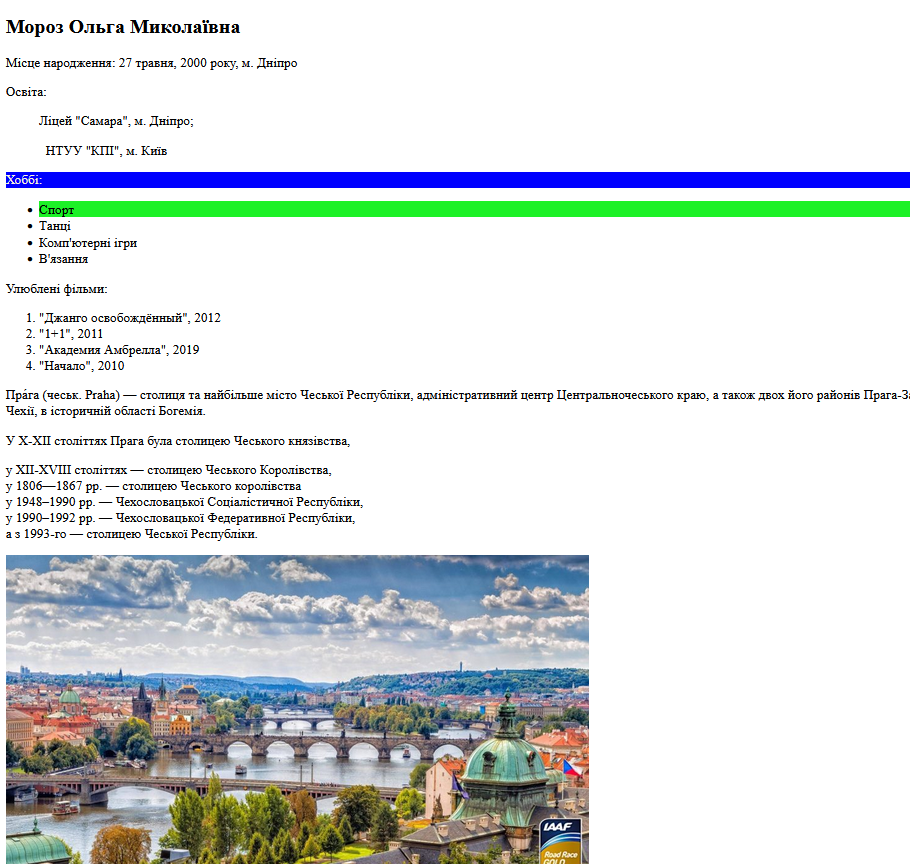 Мороз Ольга Миколаївна
Місце народження: 27 травня, 2000 року, м. Дніпро
Освіта:
Ліцей "Самара", м. Дніпро;
НТУУ "КПІ", м. Київ
Хоббі:
• Спорт
• Танці
• Комп'ютерні ігри
• В'язання
Улюблені фільми:
1. "Джанго освобождённый", 2012
2. "1+1", 2011
3. "Академия Амбрелла", 2019
4. "Начало", 2010
Пра́га (чеськ. Praha) — столиця та найбільше місто Чеської Республіки, адміністративний центр Центральночеського краю, а також двох його районів Прага-З
Чехії, в історичній області Богемія.
У X-XII століттях Прага була столицею Чеського князівства,
у XII-XVIII століттях — столицею Чеського Королівства,
у 1806—1867 рр. — столицею Чеського королівства
у 1948–1990 рр. — Чехословацької Соціалістичної Республіки,
у 1990–1992 рр. — Чехословацької Федеративної Республіки,
а з 1993-го — столицею Чеської Республіки.
IAAF
Road Race
GOLD